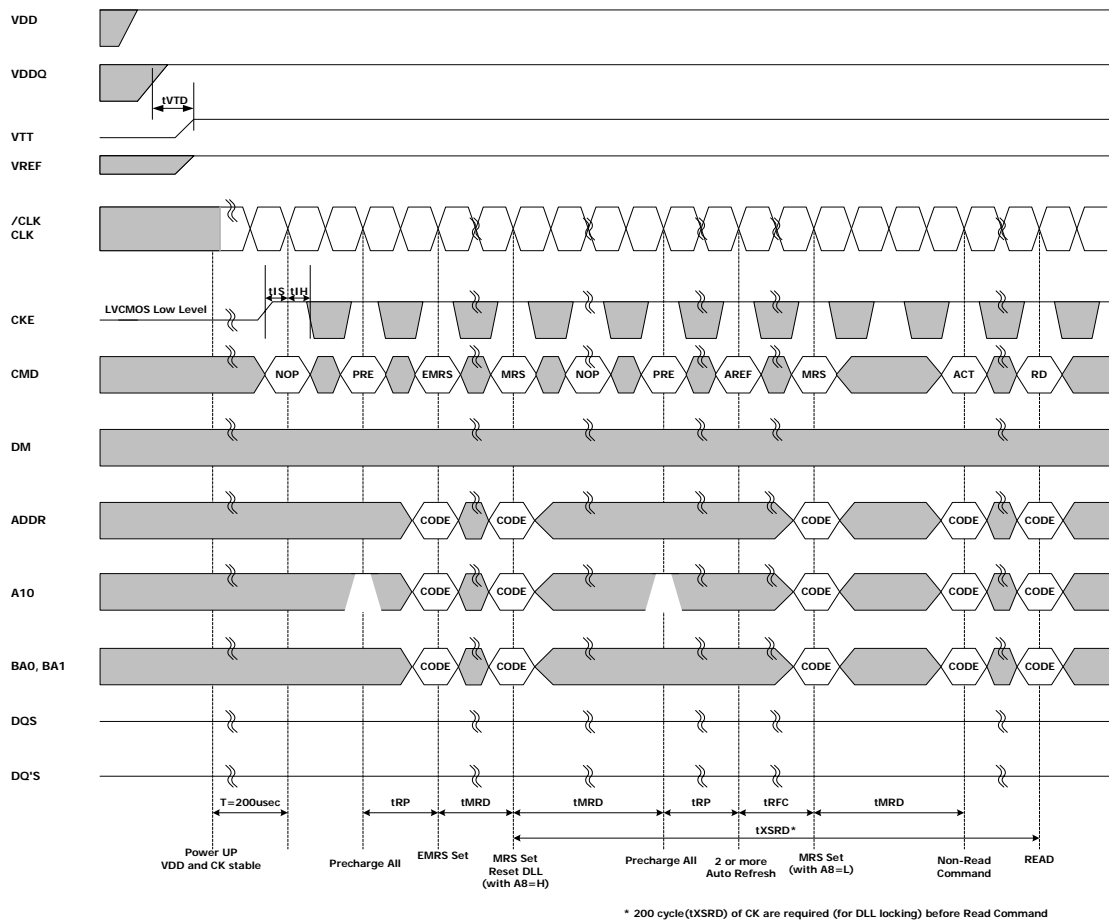 VDD
VDDQ
tVTD
VTT
VREF
/CLK
CLK
tIS tIH
CKE
LVCMOS Low Level
CMD
NOP PRE EMRS MRS NOP PRE AREF MRS ACT RD
DM
ADDR
CODE CODE CODE CODE CODE
A10
CODE CODE CODE CODE CODE
BA0, BA1
CODE CODE CODE CODE CODE
DQS
DQ'S
T=200usec tRP tMRD tMRD tRP tRFC tMRD
tXSRD*
Power UP
VDD and CK stable
Precharge All
EMRS Set
MRS Set
Reset DLL
(with A8=H)
Precharge All
2 or more
Auto Refresh
MRS Set
(with A8=L)
Non-Read
Command
READ
* 200 cycle(tXSRD) of CK are required (for DLL locking) before Read Command